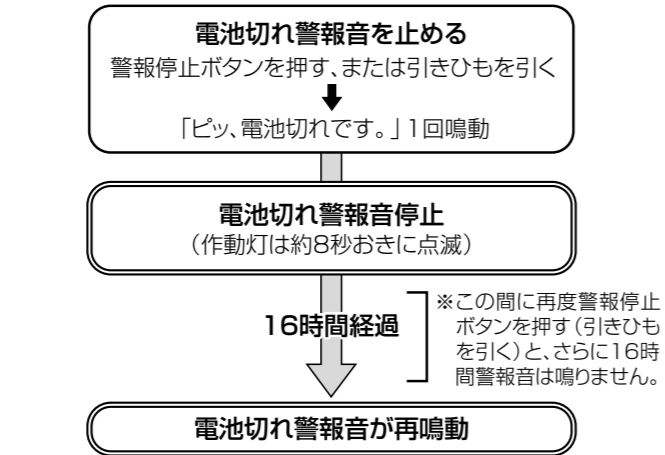 電池切れ警報音を止める
警報停止ボタンを押す、または引きひもを引く
「ピッ、電池切れです。」1回鳴動
電池切れ警報音停止
(作動灯は約8秒おきに点滅)
16時間経過
※この間に再度警報停止
ボタンを押す(引きひも
を引く)と、さらに16時
間警報音は鳴りません。
電池切れ警報音が再鳴動